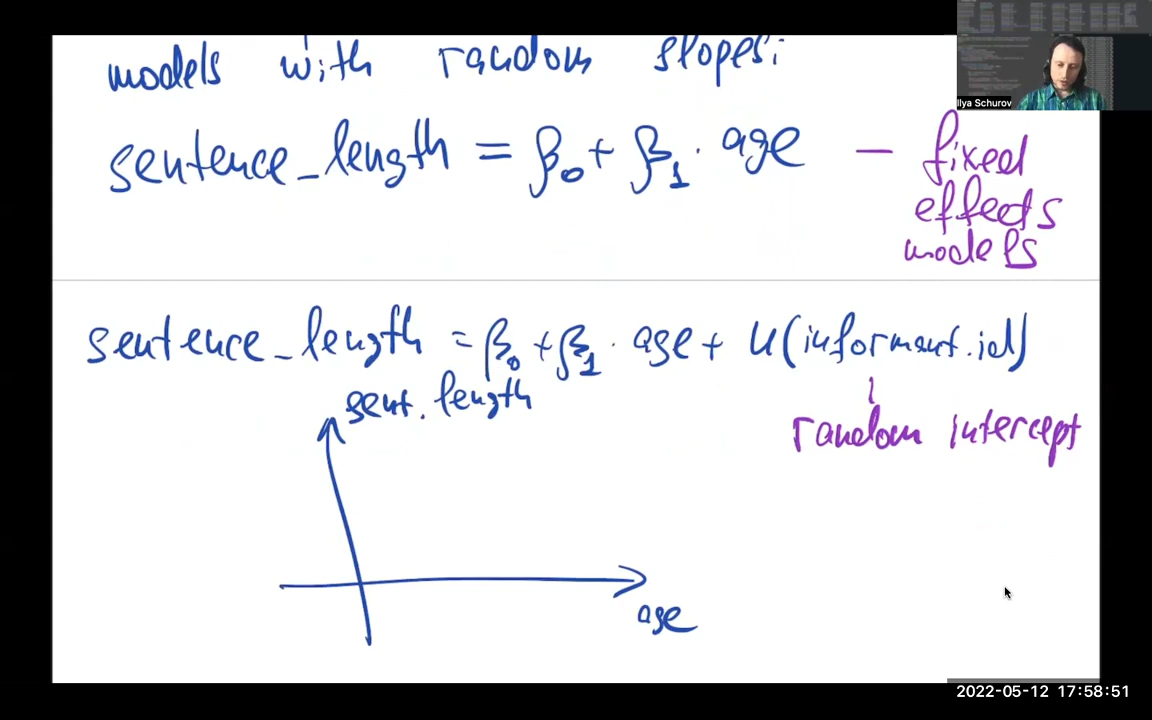 models with random slopes:
sentence_length = β₀ + β₁ · age — fixed
effects
models
sentence_length = β₀ + β₁ · age + U(informant.id)
sent. length
random intercept
age
Ilya Schurov
2022-05-12 17:58:51